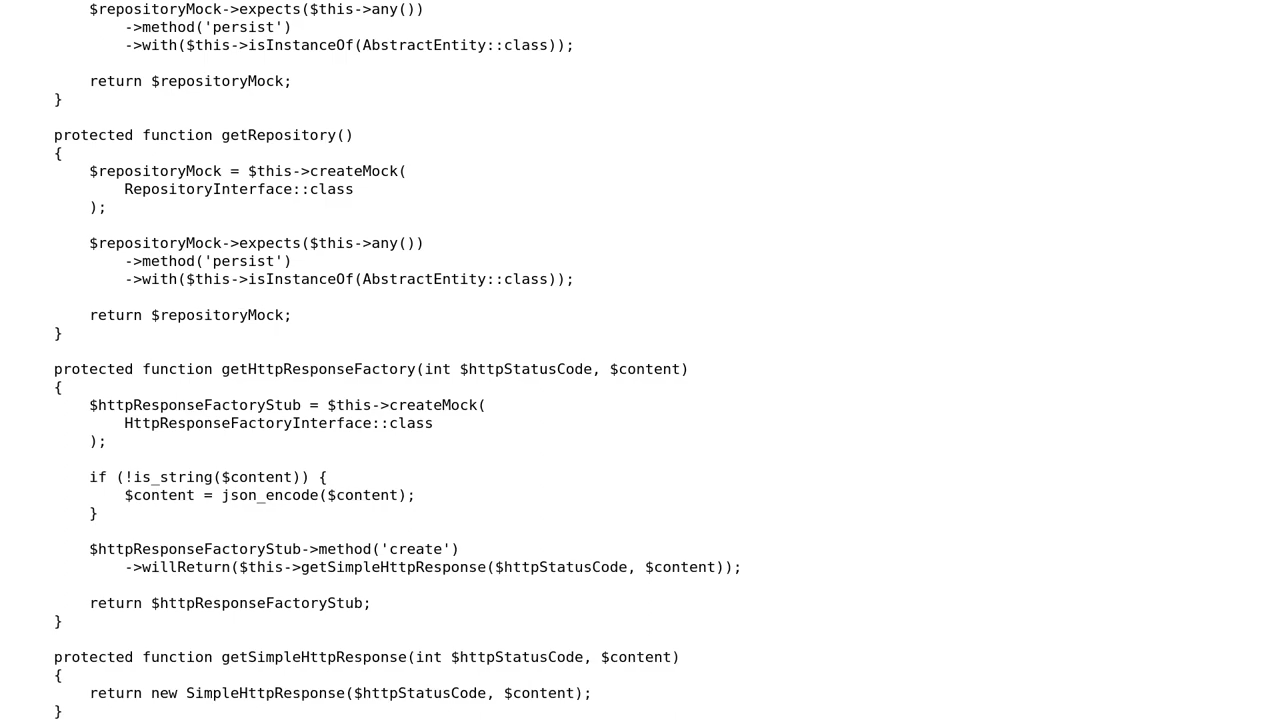 $repositoryMock->expects($this->any())
            ->method('persist')
            ->with($this->isInstanceOf(AbstractEntity::class));

        return $repositoryMock;
    }

    protected function getRepository()
    {
        $repositoryMock = $this->createMock(
            RepositoryInterface::class
        );

        $repositoryMock->expects($this->any())
            ->method('persist')
            ->with($this->isInstanceOf(AbstractEntity::class));

        return $repositoryMock;
    }

    protected function getHttpResponseFactory(int $httpStatusCode, $content)
    {
        $httpResponseFactoryStub = $this->createMock(
            HttpResponseFactoryInterface::class
        );

        if (!is_string($content)) {
            $content = json_encode($content);
        }

        $httpResponseFactoryStub->method('create')
            ->willReturn($this->getSimpleHttpResponse($httpStatusCode, $content));

        return $httpResponseFactoryStub;
    }

    protected function getSimpleHttpResponse(int $httpStatusCode, $content)
    {
        return new SimpleHttpResponse($httpStatusCode, $content);
    }